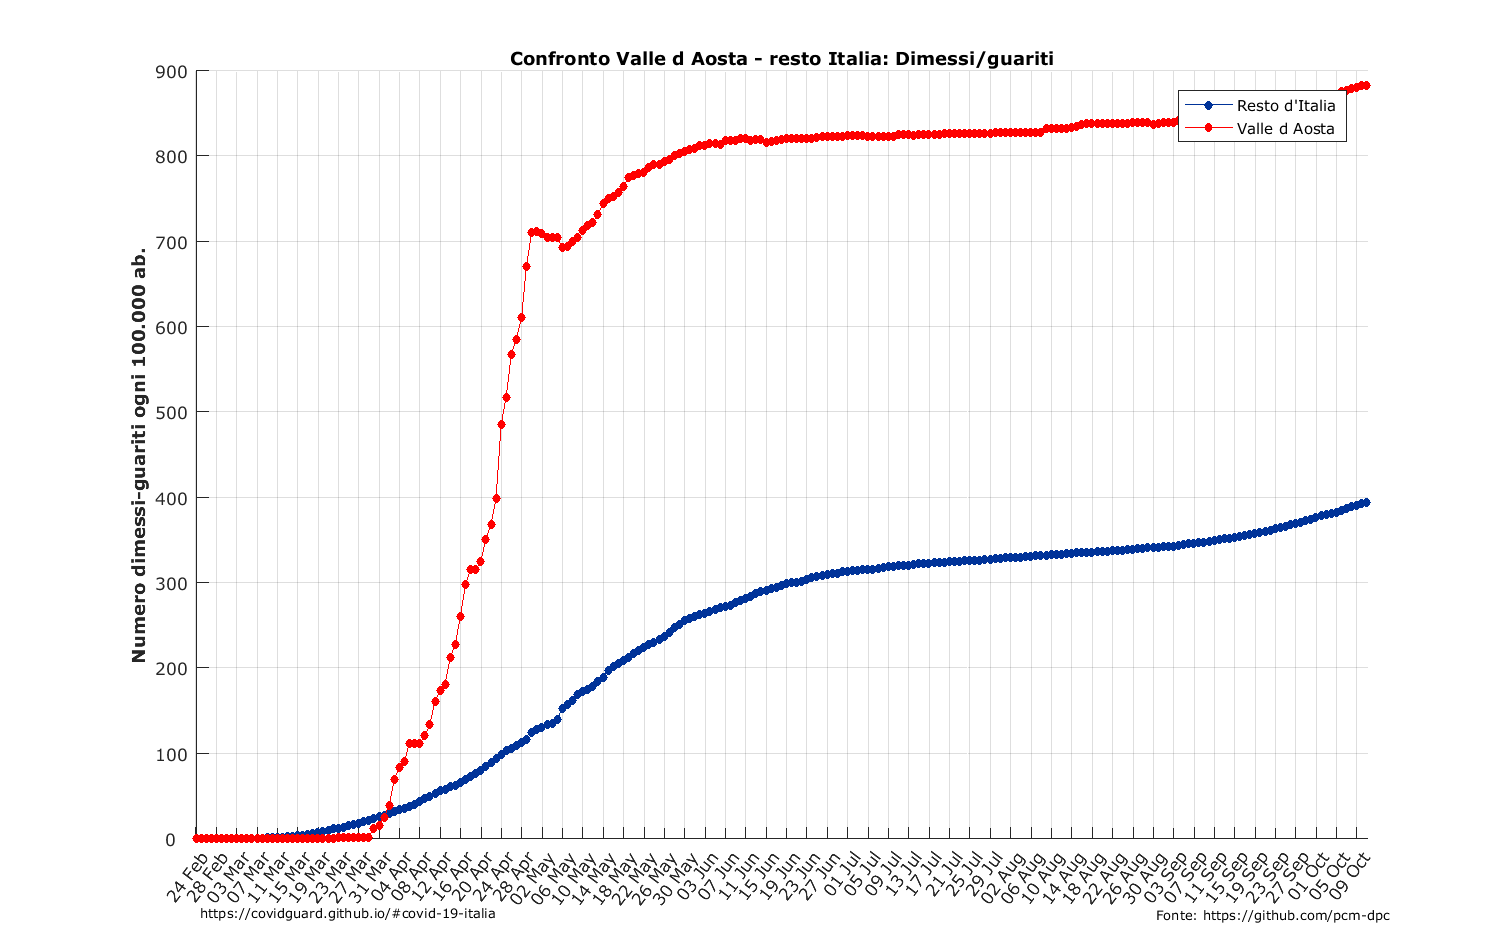 Confronto Valle d Aosta - resto Italia: Dimessi/guariti
Numero dimessi-guariti ogni 100.000 ab.
900
800
700
600
500
400
300
200
100
0
Resto d'Italia
Valle d Aosta
24 Feb
28 Feb
03 Mar
07 Mar
11 Mar
15 Mar
19 Mar
23 Mar
27 Mar
31 Mar
04 Apr
08 Apr
12 Apr
16 Apr
20 Apr
24 Apr
28 Apr
02 May
06 May
10 May
14 May
18 May
22 May
26 May
30 May
03 Jun
07 Jun
11 Jun
15 Jun
19 Jun
23 Jun
27 Jun
01 Jul
05 Jul
09 Jul
13 Jul
17 Jul
21 Jul
25 Jul
29 Jul
02 Aug
06 Aug
10 Aug
14 Aug
18 Aug
22 Aug
26 Aug
30 Aug
03 Sep
07 Sep
11 Sep
15 Sep
19 Sep
23 Sep
27 Sep
01 Oct
05 Oct
09 Oct
https://covidguard.github.io/#covid-19-italia
Fonte: https://github.com/pcm-dpc